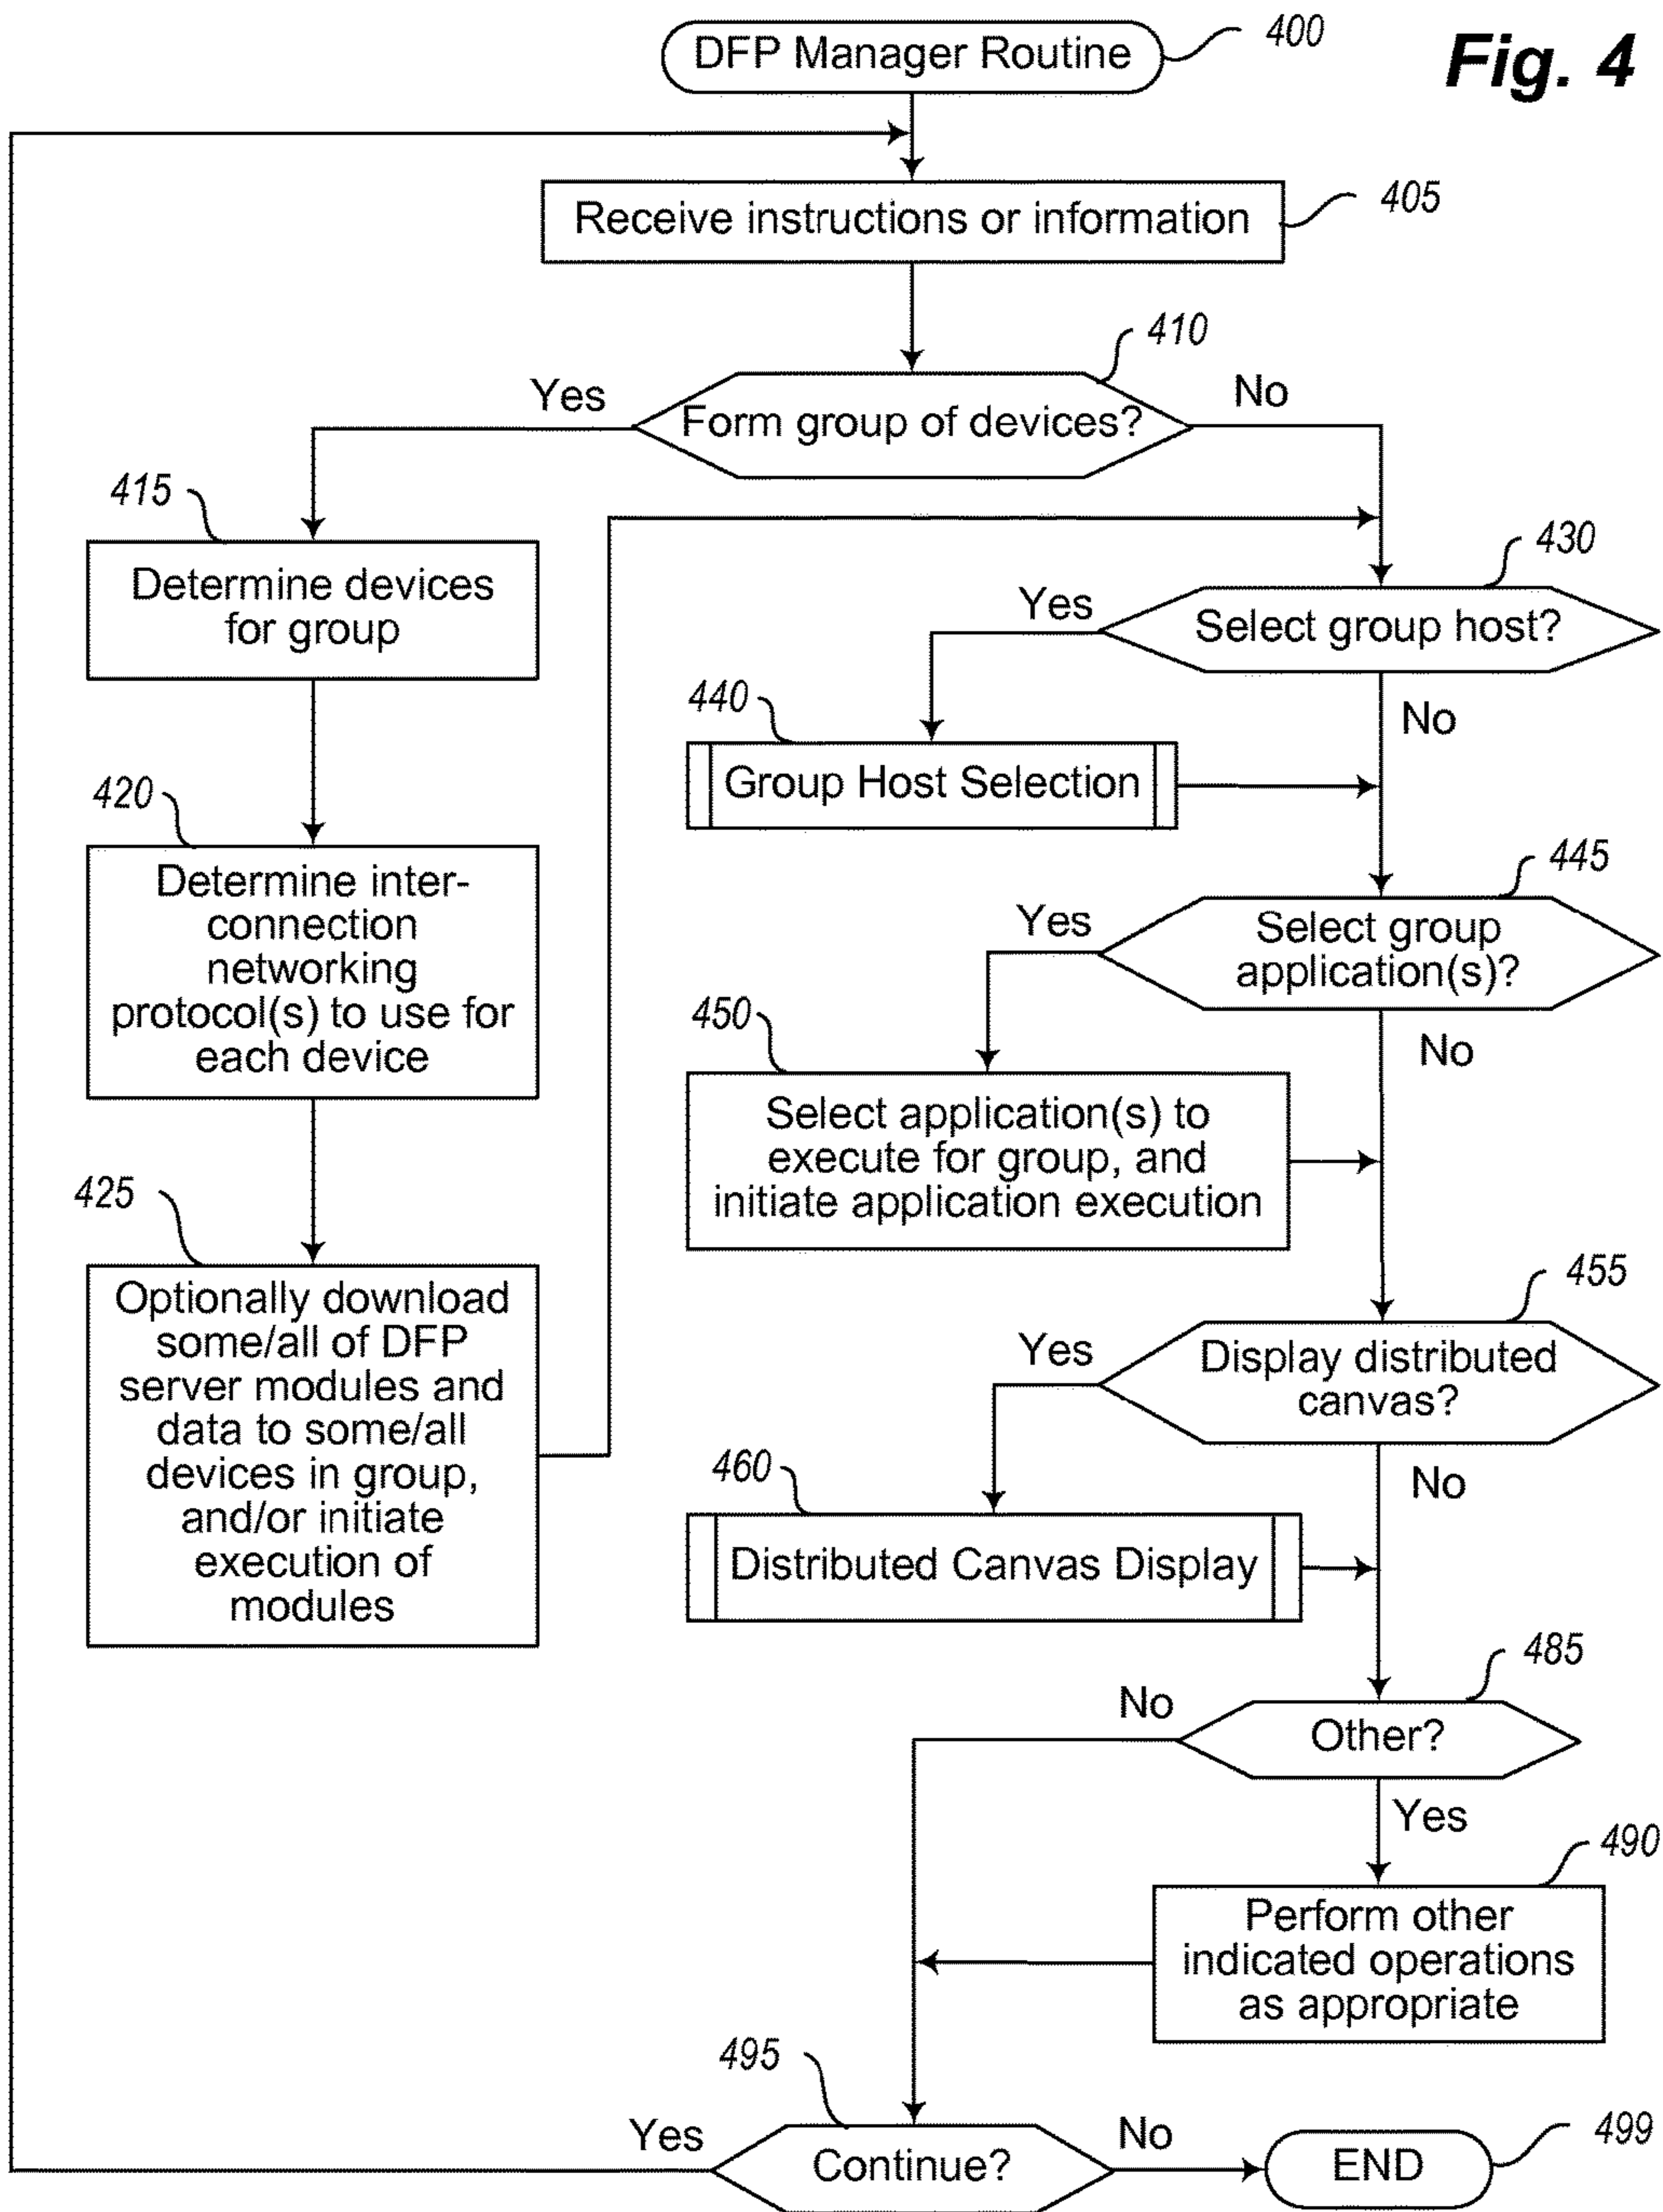 DFP Manager Routine
400
Fig. 4
Receive instructions or information
405
410
Yes
Form group of devices?
No
415
Determine devices
for group
430
Yes
Select group host?
No
440
Group Host Selection
420
Determine inter-
connection
networking
protocol(s) to use for
each device
445
Yes
Select group
application(s)?
No
450
Select application(s) to
execute for group, and
initiate application execution
425
Optionally download
some/all of DFP
server modules and
data to some/all
devices in group,
and/or initiate
execution of
modules
455
Yes
Display distributed
canvas?
No
460
Distributed Canvas Display
485
No
Other?
Yes
490
Perform other
indicated operations
as appropriate
495
Yes
Continue?
No
END
499